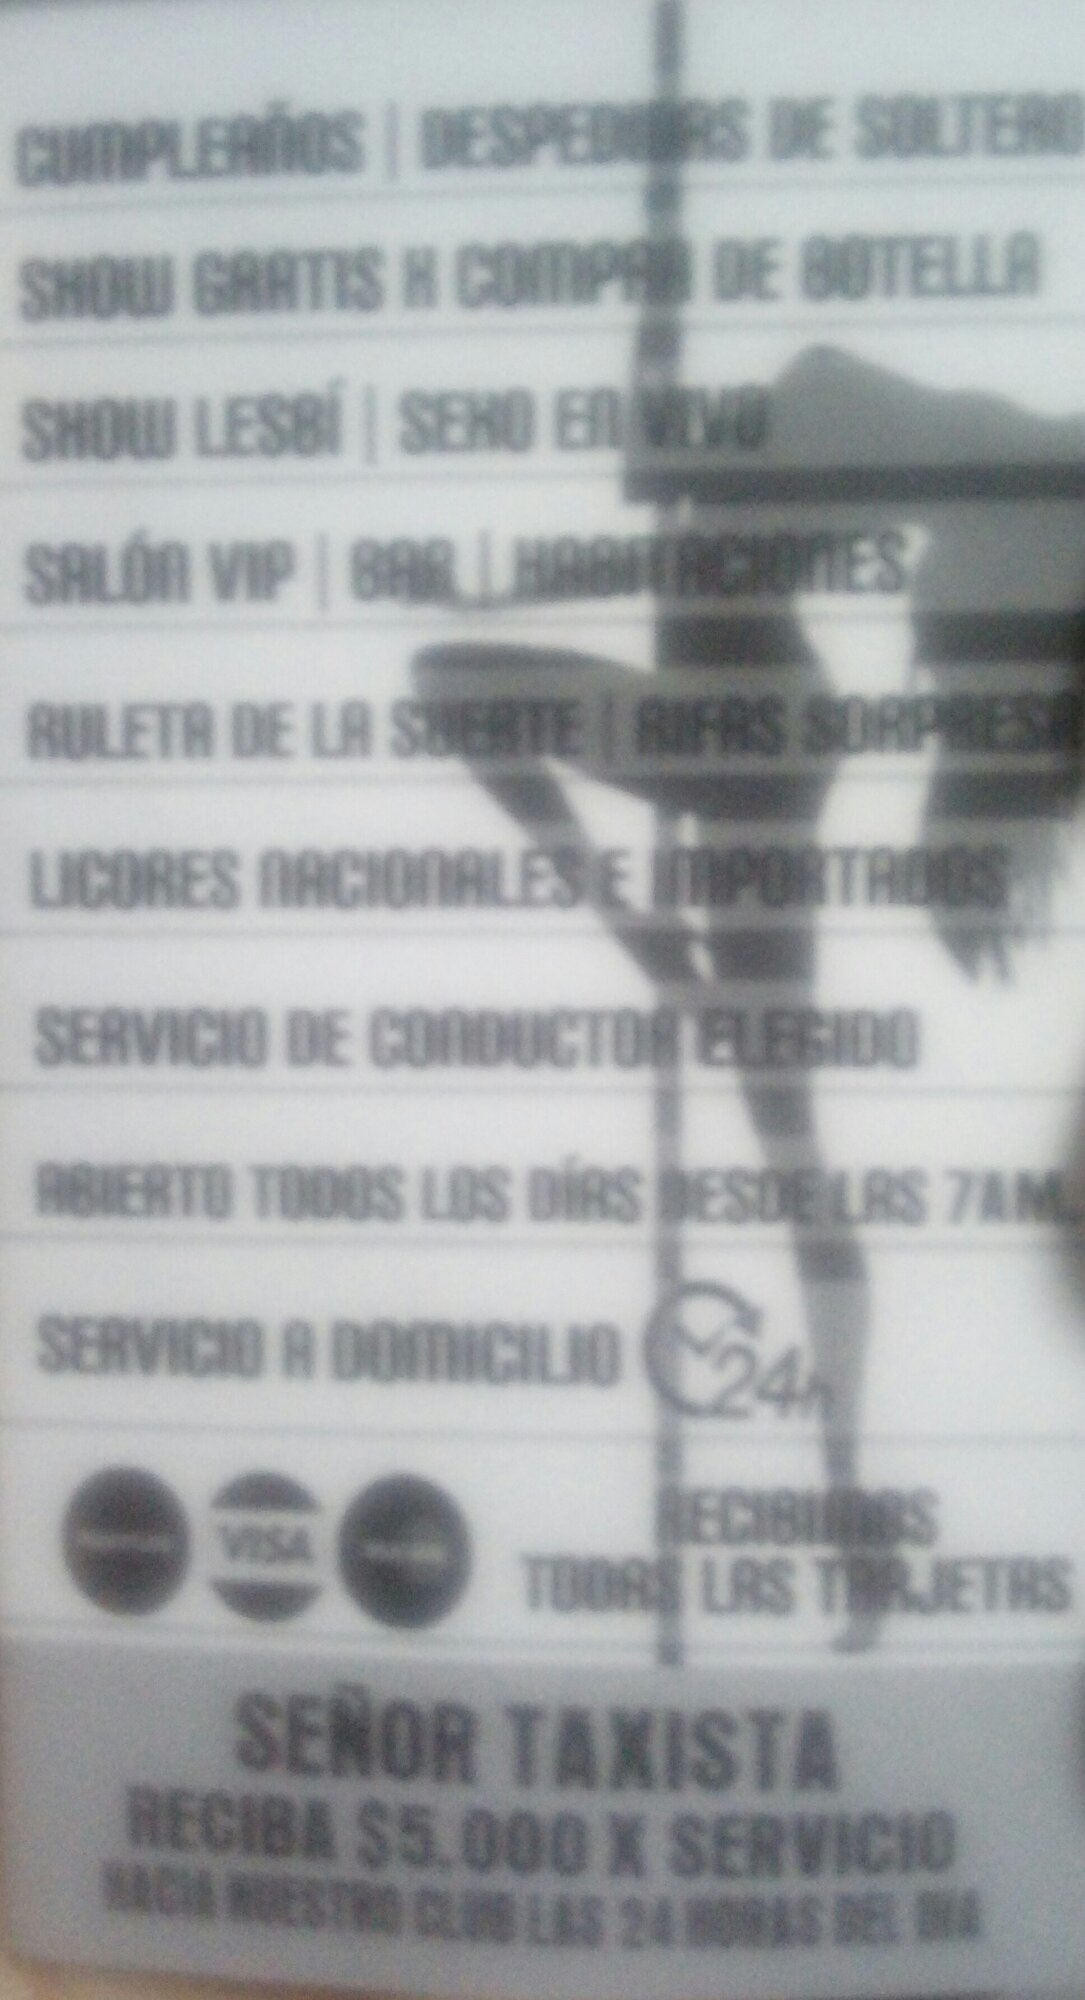 CUMPLEAÑOS | DESPEDIDAS DE SOLTERO
SHOW GRATIS X COMPRA DE BOTELLA
SHOW LESBÍ | SEXO EN VIVO
SALÓN VIP | BAR | HABITACIONES
RULETA DE LA SUERTE | RIFAS SORPRESA
LICORES NACIONALES E IMPORTADOS
SERVICIO DE CONDUCTOR ELEGIDO
ABIERTO TODOS LOS DÍAS DESDE LAS 7AM
SERVICIO A DOMICILIO 24h
VISA
RECIBIMOS
TODAS LAS TARJETAS
SEÑOR TAXISTA
RECIBA $5.000 X SERVICIO
HACIA NUESTRO CLUB LAS 24 HORAS DEL DIA